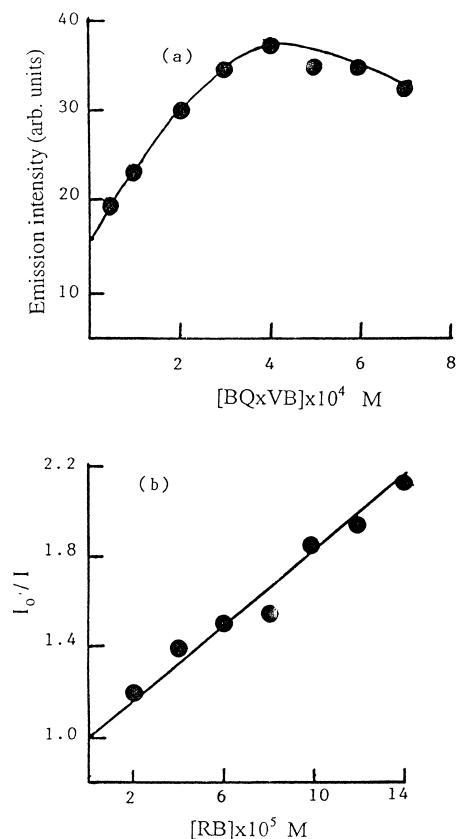 40
(a)
30
20
10
Emission intensity (arb. units)
2 4 6 8
[BQxVB]x10⁴ M
2.2
(b)
1.8
1.4
1.0
I₀/I
2 6 10 14
[RB]x10⁵ M